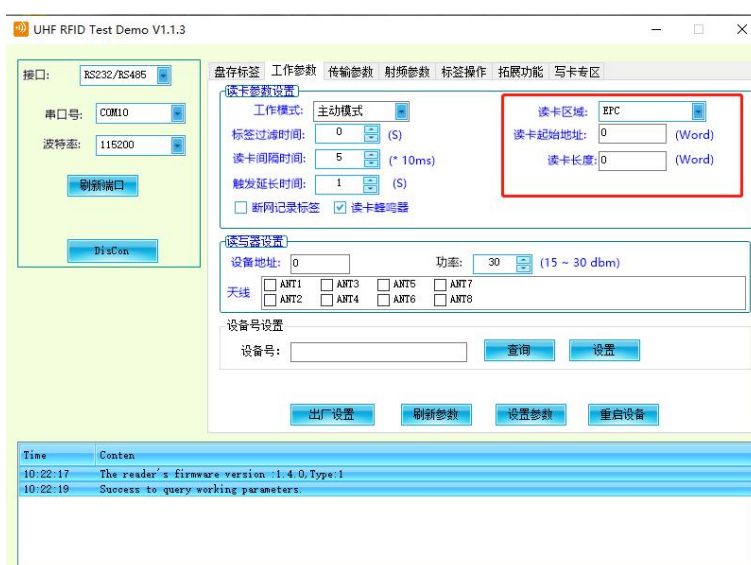 UHF RFID Test Demo V1.1.3
接口: RS232/RS485
串口号: COM10
波特率: 115200
刷新端口
DisCon
盘存标签 工作参数 传输参数 射频参数 标签操作 拓展功能 写卡专区
读卡参数设置
工作模式: 主动模式
标签过滤时间: 0 (S)
读卡间隔时间: 5 (* 10ms)
触发延长时间: 1 (S)
断网记录标签 读卡蜂鸣器
读卡区域: EPC
读卡起始地址: 0 (Word)
读卡长度: 0 (Word)
读写器设置
设备地址: 0 功率: 30 (15 ~ 30 dbm)
天线
ANT1 ANT3 ANT5 ANT7
ANT2 ANT4 ANT6 ANT8
设备号设置
设备号: 查询 设置
出厂设置 刷新参数 设置参数 重启设备
Time Conten
10:22:17 The reader's firmware version :1.4.0,Type:1
10:22:19 Success to query working parameters.